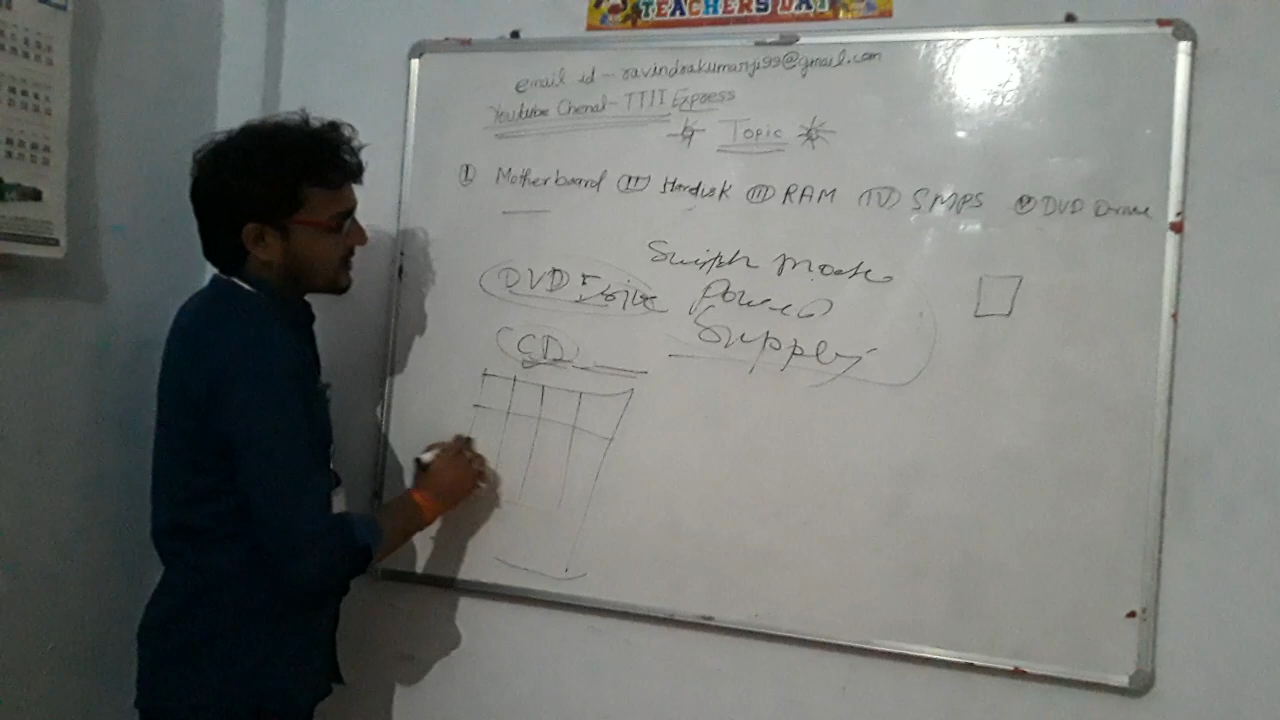 TEACHERS DAY
email id - ravindrakumarji99@gmail.com
Youtube Chenal - TTII Express
Topic
I Motherboard II Hardisk III RAM IV SMPS V DVD Drive
Switch Mode
DVD Drive Power
Supply
CD